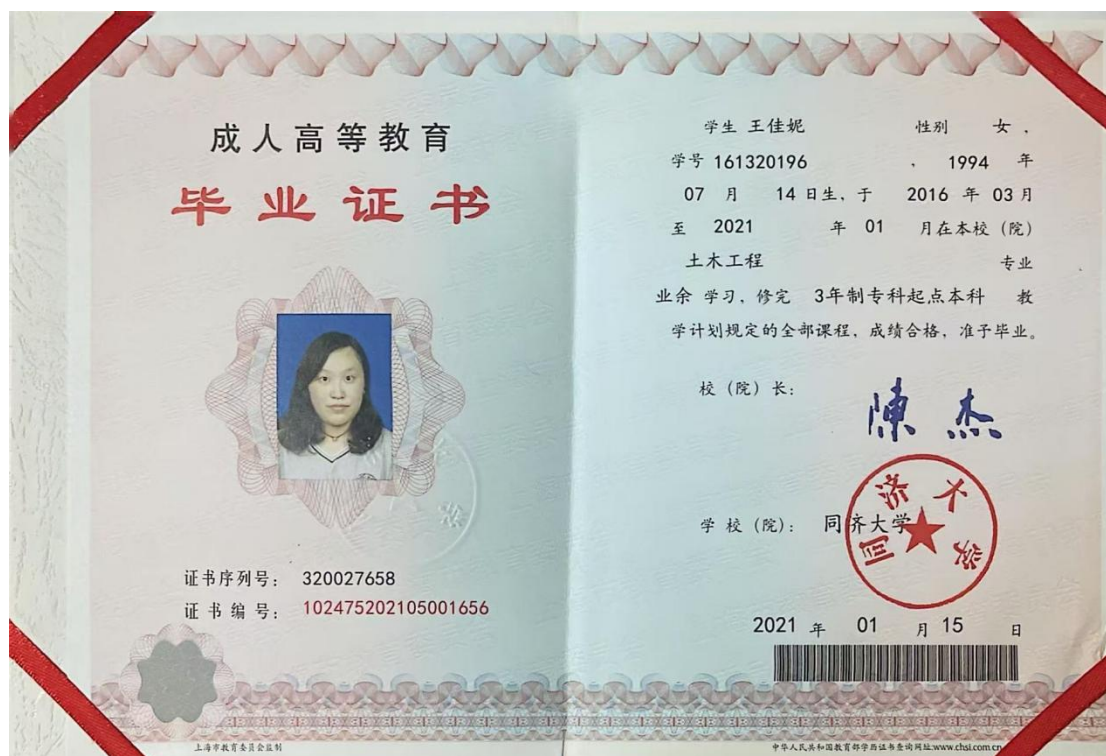 成人高等教育
毕业证书
证书序列号： 320027658
证书编号： 102475202105001656
上海市教育委员会监制
学生 王佳妮 性别 女，
学号 161320196 ， 1994 年
07 月 14 日生，于 2016 年 03 月
至 2021 年 01 月在本校（院）
土木工程 专业
业余 学习，修完 3年制专科起点本科 教
学计划规定的全部课程，成绩合格，准予毕业。
校（院）长：
陳杰
学校（院）： 同济大学
同济大学
2021 年 01 月 15 日
中华人民共和国教育部学历证书查询网址:www.chsi.com.cn